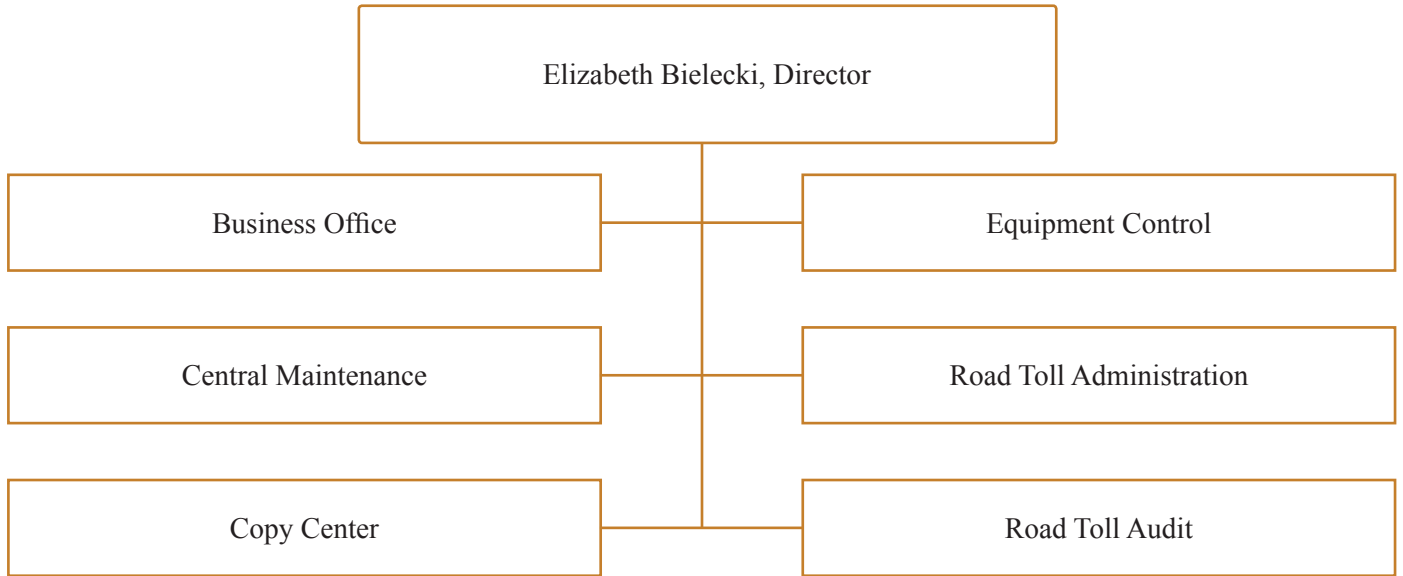 Elizabeth Bielecki, Director
Business Office
Equipment Control
Central Maintenance
Road Toll Administration
Copy Center
Road Toll Audit